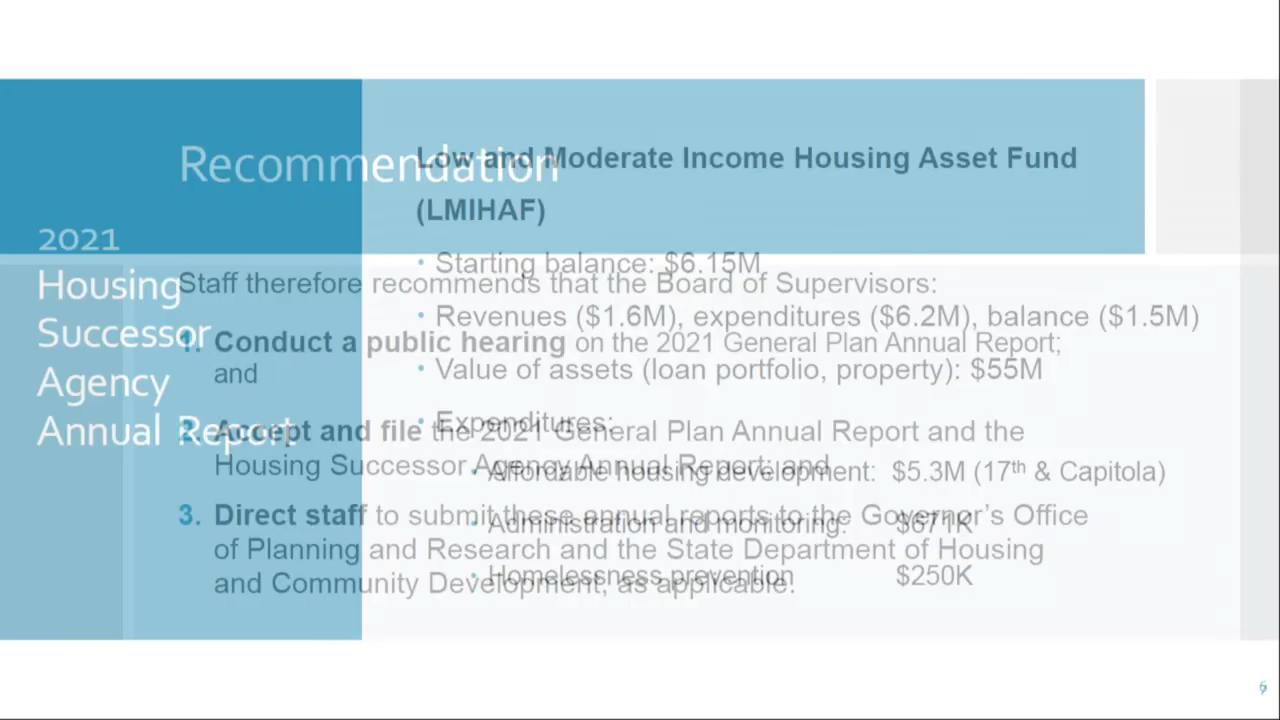 2021
Housing
Successor
Agency
Annual Report
Low and Moderate Income Housing Asset Fund
(LMIHAF)
• Starting balance: $6.15M
• Revenues ($1.6M), expenditures ($6.2M), balance ($1.5M)
• Value of assets (loan portfolio, property): $55M
• Expenditures:
• Affordable housing development: $5.3M (17th & Capitola)
• Administration and monitoring: $671K
• Homelessness prevention $250K
Recommendation
Staff therefore recommends that the Board of Supervisors:
1. Conduct a public hearing on the 2021 General Plan Annual Report;
and
2. Accept and file the 2021 General Plan Annual Report and the
Housing Successor Agency Annual Report; and
3. Direct staff to submit these annual reports to the Governor’s Office
of Planning and Research and the State Department of Housing
and Community Development, as applicable.